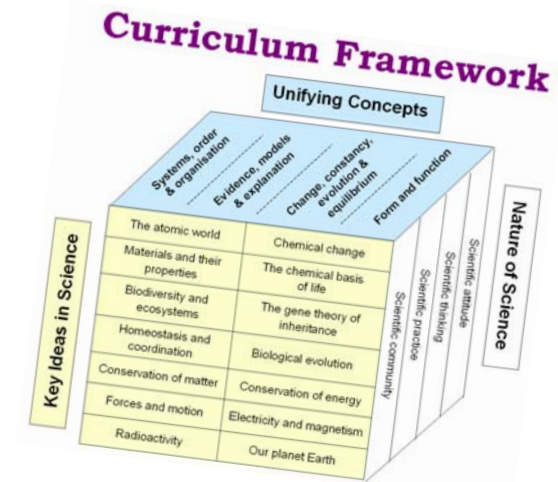 Curriculum Framework
Unifying Concepts
Systems, order
& organisation
Evidence, models
& explanation
Change, constancy,
evolution &
equilibrium
Form and function
Key Ideas in Science
The atomic world
Chemical change
Materials and their
properties
The chemical basis
of life
Biodiversity and
ecosystems
The gene theory of
inheritance
Homeostasis and
coordination
Biological evolution
Conservation of matter
Conservation of energy
Forces and motion
Electricity and magnetism
Radioactivity
Our planet Earth
Scientific community
Scientific practice
Scientific thinking
Scientific attitude
Nature of Science